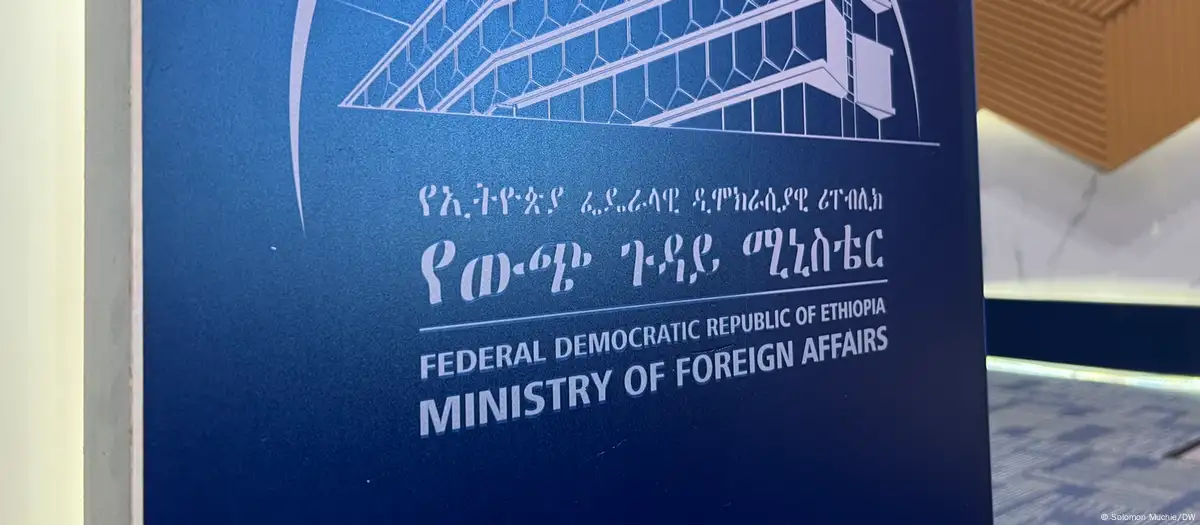 የኢትዮጵያ ፌዴራላዊ ዲሞክራሲያዊ ሪፐብሊክ
የውጭ ጉዳይ ሚኒስቴር
FEDERAL DEMOCRATIC REPUBLIC OF ETHIOPIA
MINISTRY OF FOREIGN AFFAIRS
© Solomon Muchie/DW